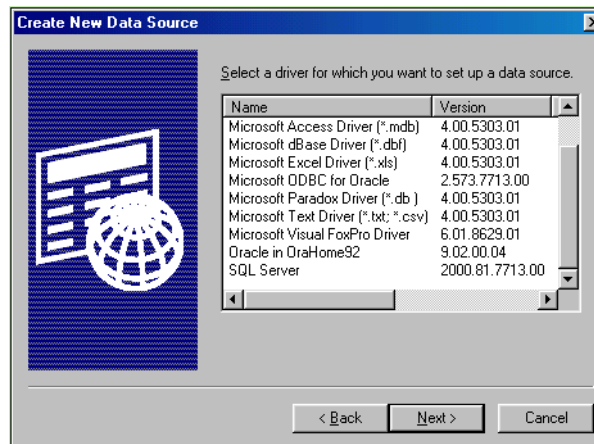 Create New Data Source
Select a driver for which you want to set up a data source.
Name Version
Microsoft Access Driver (*.mdb) 4.00.5303.01
Microsoft dBase Driver (*.dbf) 4.00.5303.01
Microsoft Excel Driver (*.xls) 4.00.5303.01
Microsoft ODBC for Oracle 2.573.7713.00
Microsoft Paradox Driver (*.db ) 4.00.5303.01
Microsoft Text Driver (*.txt; *.csv) 4.00.5303.01
Microsoft Visual FoxPro Driver 6.01.8629.01
Oracle in OraHome92 9.02.00.04
SQL Server 2000.81.7713.00
< Back Next > Cancel